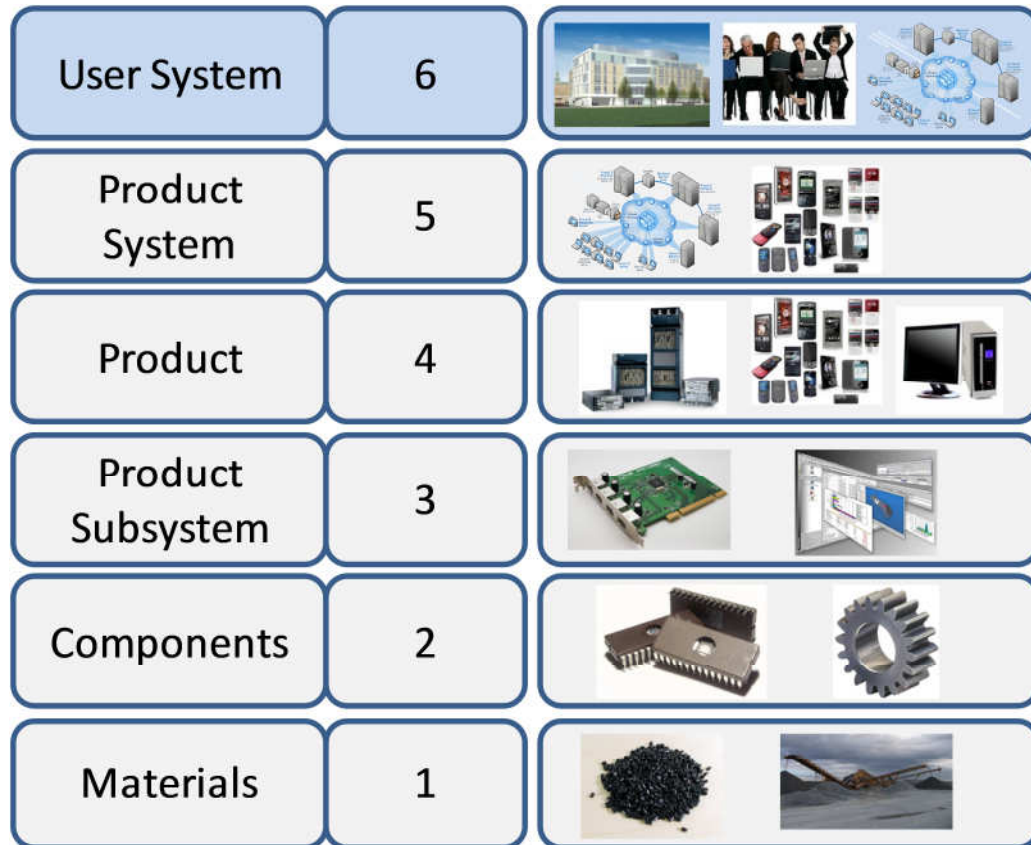 User System
6
Product
System
5
Product
4
Product
Subsystem
3
Components
2
Materials
1